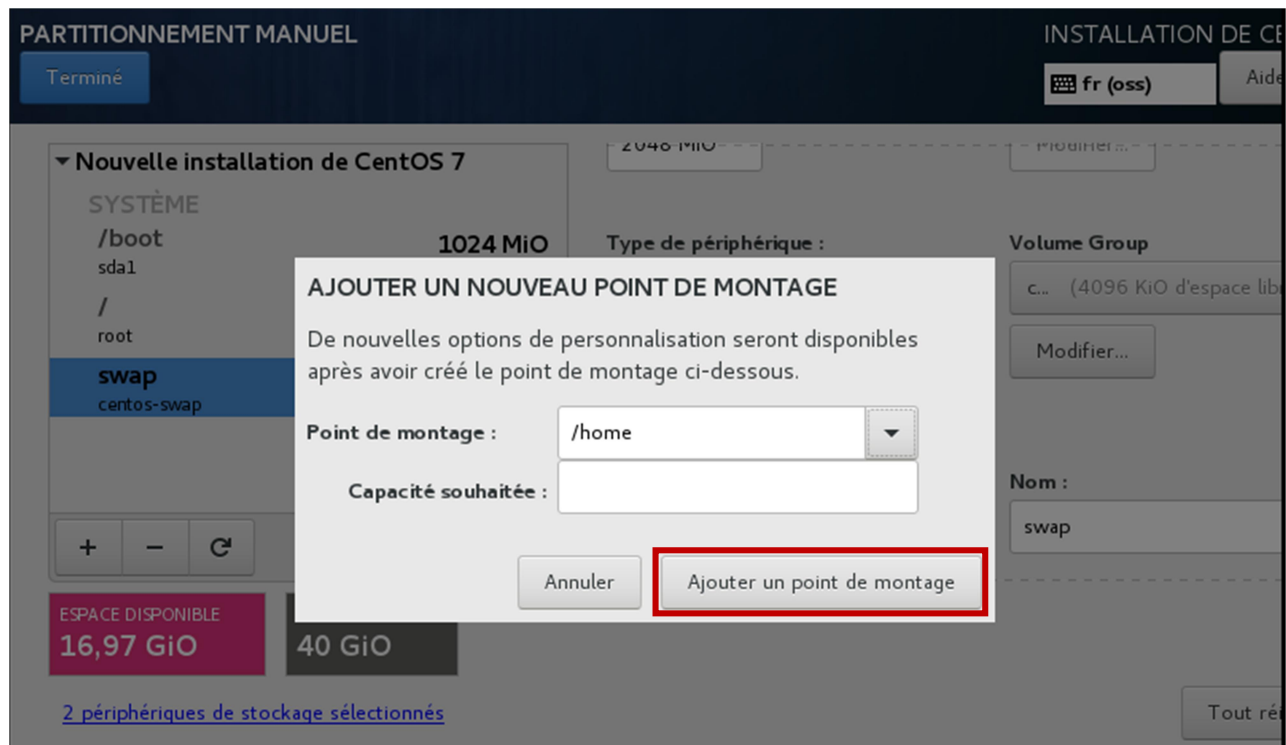 PARTITIONNEMENT MANUEL
INSTALLATION DE CE
Terminé
fr (oss)
Aide
Nouvelle installation de CentOS 7
SYSTÈME
/boot
1024 MiO
sda1
/
root
swap
centos-swap
2048 MiO
Modifier...
Type de périphérique :
Volume Group
c... (4096 KiO d'espace lib
Modifier...
Nom :
swap
AJOUTER UN NOUVEAU POINT DE MONTAGE
De nouvelles options de personnalisation seront disponibles
après avoir créé le point de montage ci-dessous.
Point de montage :
/home
Capacité souhaitée :
Annuler
Ajouter un point de montage
+ −
ESPACE DISPONIBLE
16,97 GiO
40 GiO
2 périphériques de stockage sélectionnés
Tout ré